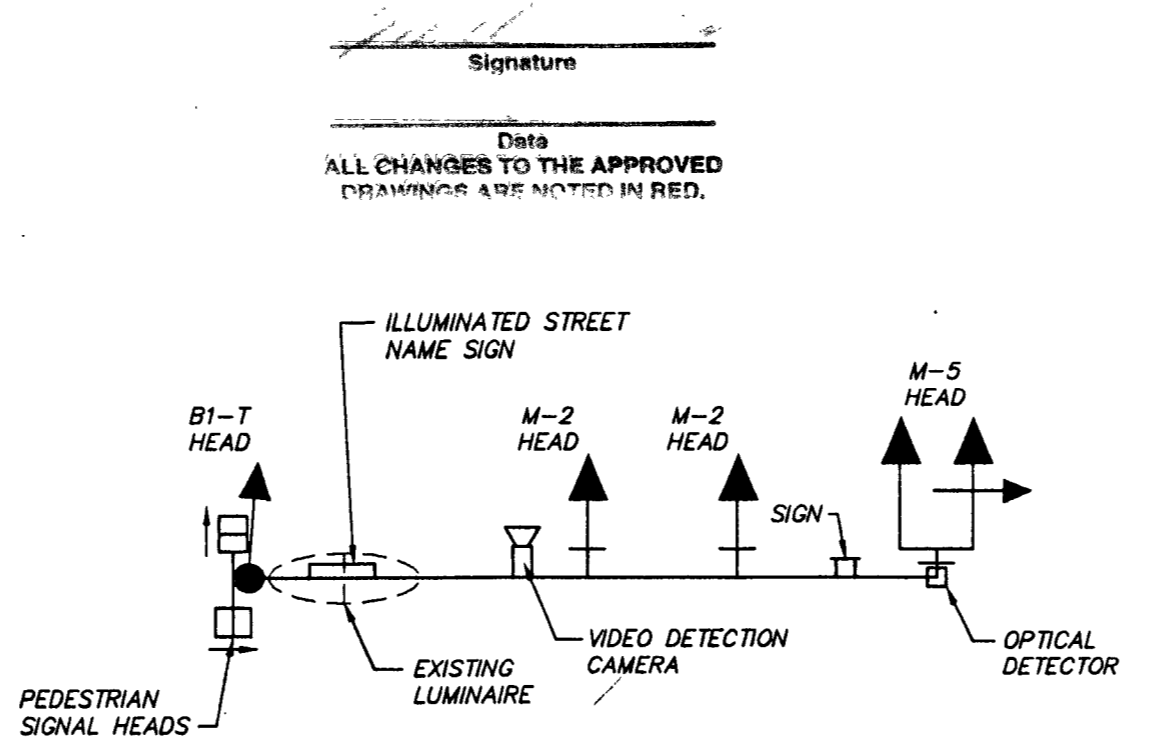 Signature
Date
ALL CHANGES TO THE APPROVED
DRAWINGS ARE NOTED IN RED.
ILLUMINATED STREET
NAME SIGN
M-5
HEAD
B1-T
HEAD
M-2
HEAD
M-2
HEAD
SIGN
VIDEO DETECTION
CAMERA
OPTICAL
DETECTOR
EXISTING
LUMINAIRE
PEDESTRIAN
SIGNAL HEADS